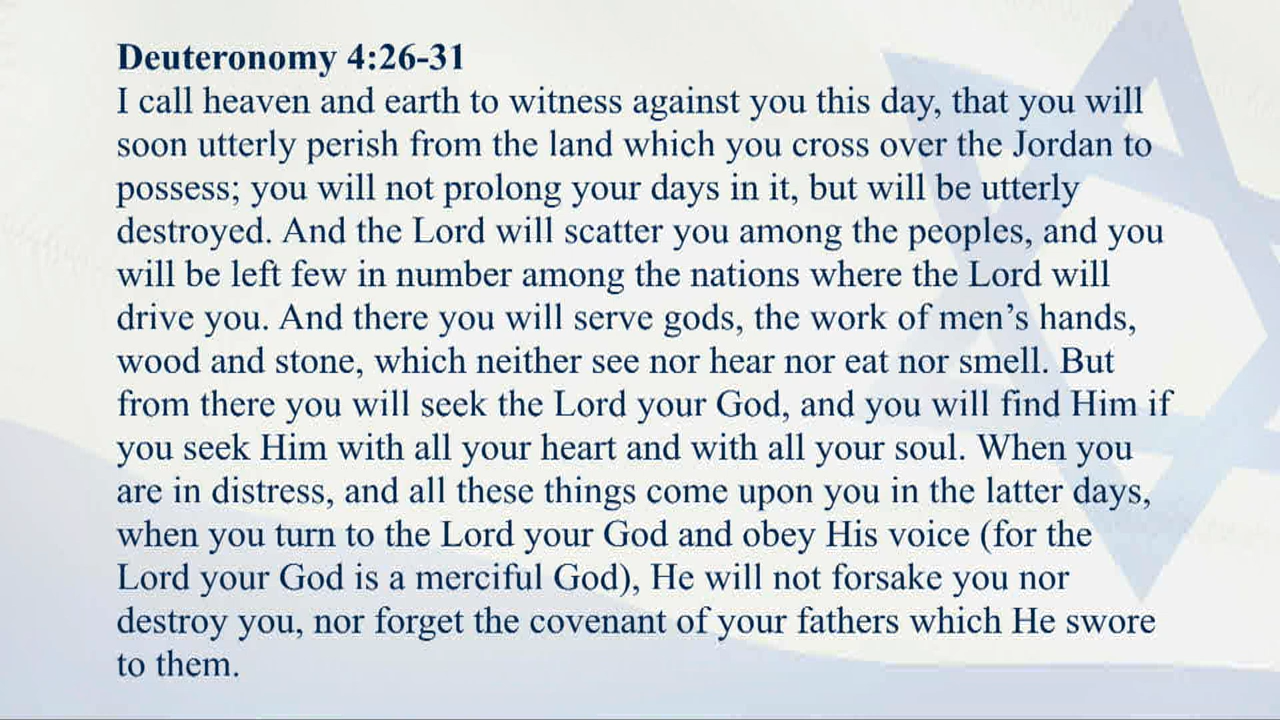 Deuteronomy 4:26-31
I call heaven and earth to witness against you this day, that you will
soon utterly perish from the land which you cross over the Jordan to
possess; you will not prolong your days in it, but will be utterly
destroyed. And the Lord will scatter you among the peoples, and you
will be left few in number among the nations where the Lord will
drive you. And there you will serve gods, the work of men’s hands,
wood and stone, which neither see nor hear nor eat nor smell. But
from there you will seek the Lord your God, and you will find Him if
you seek Him with all your heart and with all your soul. When you
are in distress, and all these things come upon you in the latter days,
when you turn to the Lord your God and obey His voice (for the
Lord your God is a merciful God), He will not forsake you nor
destroy you, nor forget the covenant of your fathers which He swore
to them.